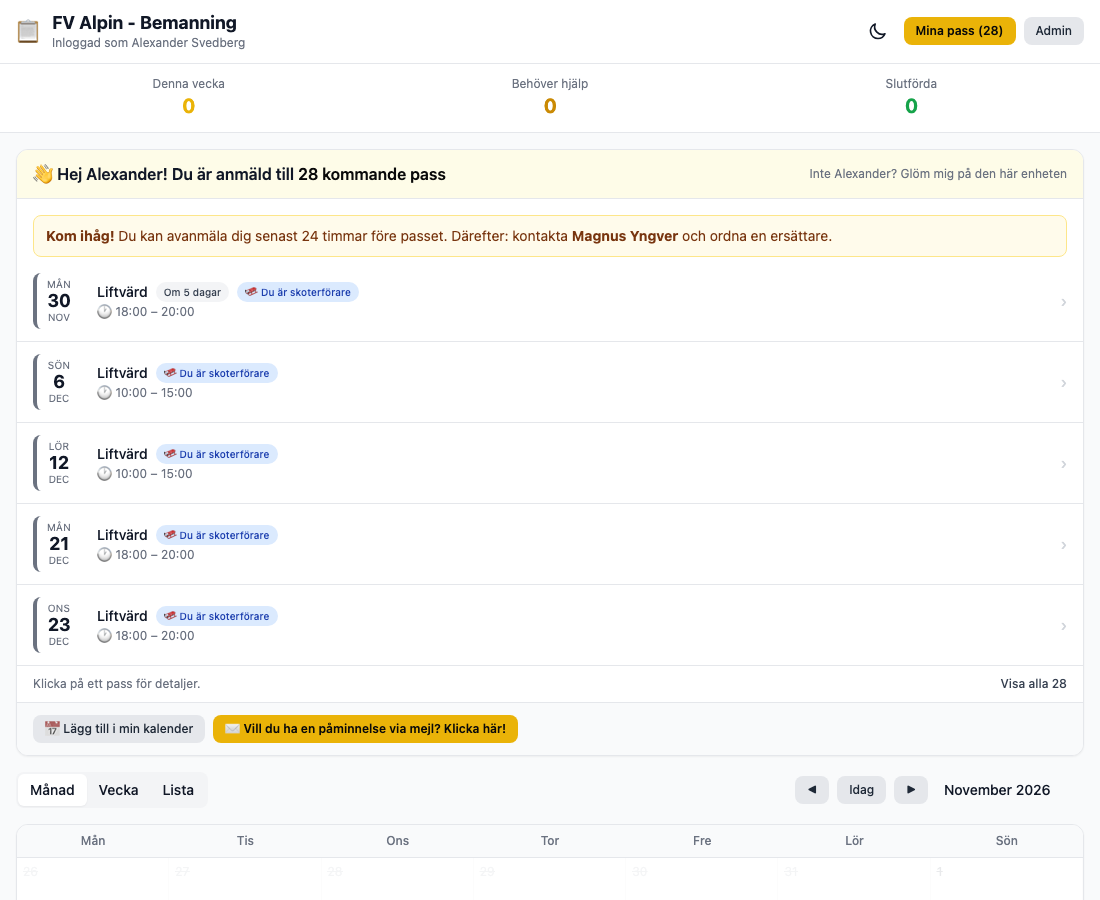 FV Alpin - Bemanning
Inloggad som Alexander Svedberg
Mina pass (28)
Admin
Denna vecka
0
Behöver hjälp
0
Slutförda
0
👋 Hej Alexander! Du är anmäld till 28 kommande pass
Inte Alexander? Glöm mig på den här enheten
Kom ihåg! Du kan avanmäla dig senast 24 timmar före passet. Därefter: kontakta Magnus Yngver och ordna en ersättare.
MÅN
30
NOV
Liftvärd
Om 5 dagar
Du är skoterförare
18:00 – 20:00
SÖN
6
DEC
Liftvärd
Du är skoterförare
10:00 – 15:00
LÖR
12
DEC
Liftvärd
Du är skoterförare
10:00 – 15:00
MÅN
21
DEC
Liftvärd
Du är skoterförare
18:00 – 20:00
ONS
23
DEC
Liftvärd
Du är skoterförare
18:00 – 20:00
Klicka på ett pass för detaljer.
Visa alla 28
Lägg till i min kalender
Vill du ha en påminnelse via mejl? Klicka här!
Månad
Vecka
Lista
◀
Idag
▶
November 2026
Mån
Tis
Ons
Tor
Fre
Lör
Sön
26
27
28
29
30
31
1